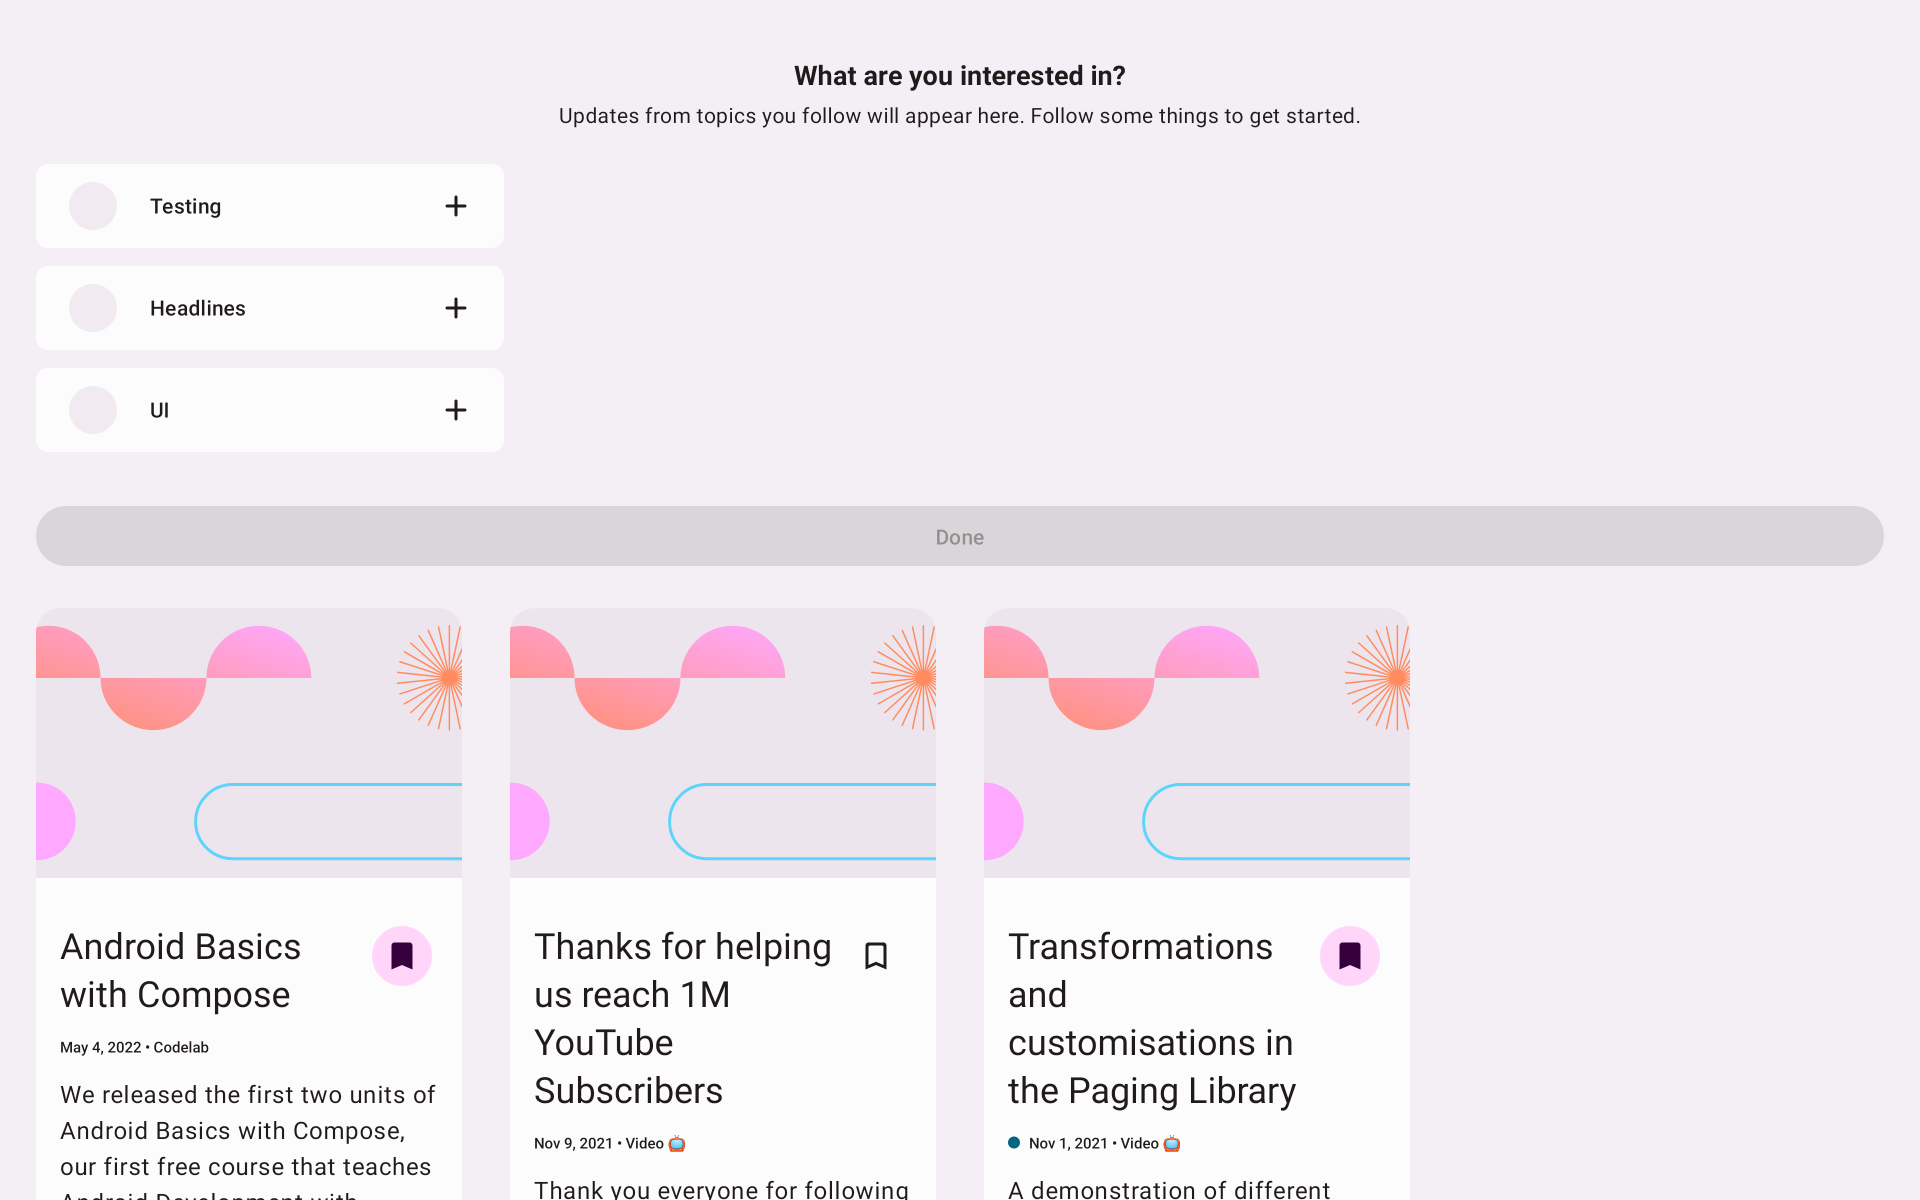 What are you interested in?
Updates from topics you follow will appear here. Follow some things to get started.
Testing
Headlines
UI
Done
Android Basics
with Compose
May 4, 2022 • Codelab
We released the first two units of
Android Basics with Compose,
our first free course that teaches
Android Development with
Thanks for helping
us reach 1M
YouTube
Subscribers
Nov 9, 2021 • Video 📺
Thank you everyone for following
Transformations
and
customisations in
the Paging Library
Nov 1, 2021 • Video 📺
A demonstration of different